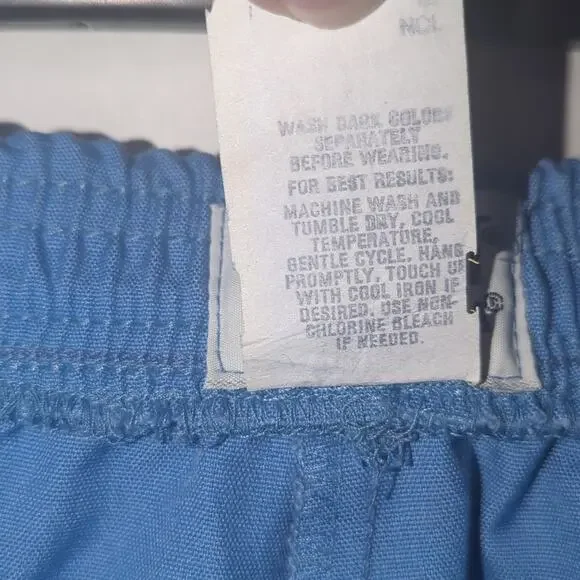 NCL
WASH DARK COLORS
SEPARATELY
BEFORE WEARING.
FOR BEST RESULTS:
MACHINE WASH AND
TUMBLE DRY, COOL
TEMPERATURE,
GENTLE CYCLE. HANG
PROMPTLY. TOUCH UP
WITH COOL IRON IF
DESIRED. USE NON-
CHLORINE BLEACH
IF NEEDED.